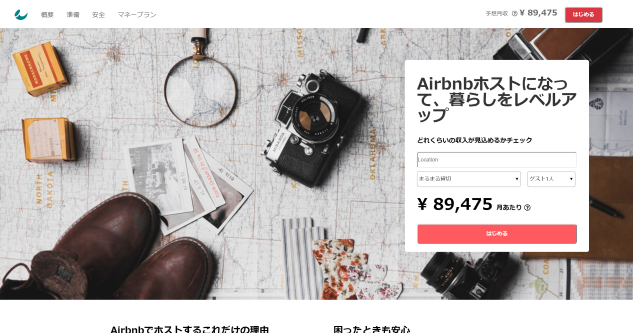 概要 準備 安全 マネープラン
予想月収 ? ¥ 89,475 はじめる
Airbnbホストになっ
て、暮らしをレベルア
ップ
どれくらいの収入が見込めるかチェック
Location
まるまる貸切 ゲスト1人
¥ 89,475 月あたり ?
はじめる
NORTH
DAKOTA
OKLAHOMA
Airbnbでホストするこれだけの理由 困ったときも安心